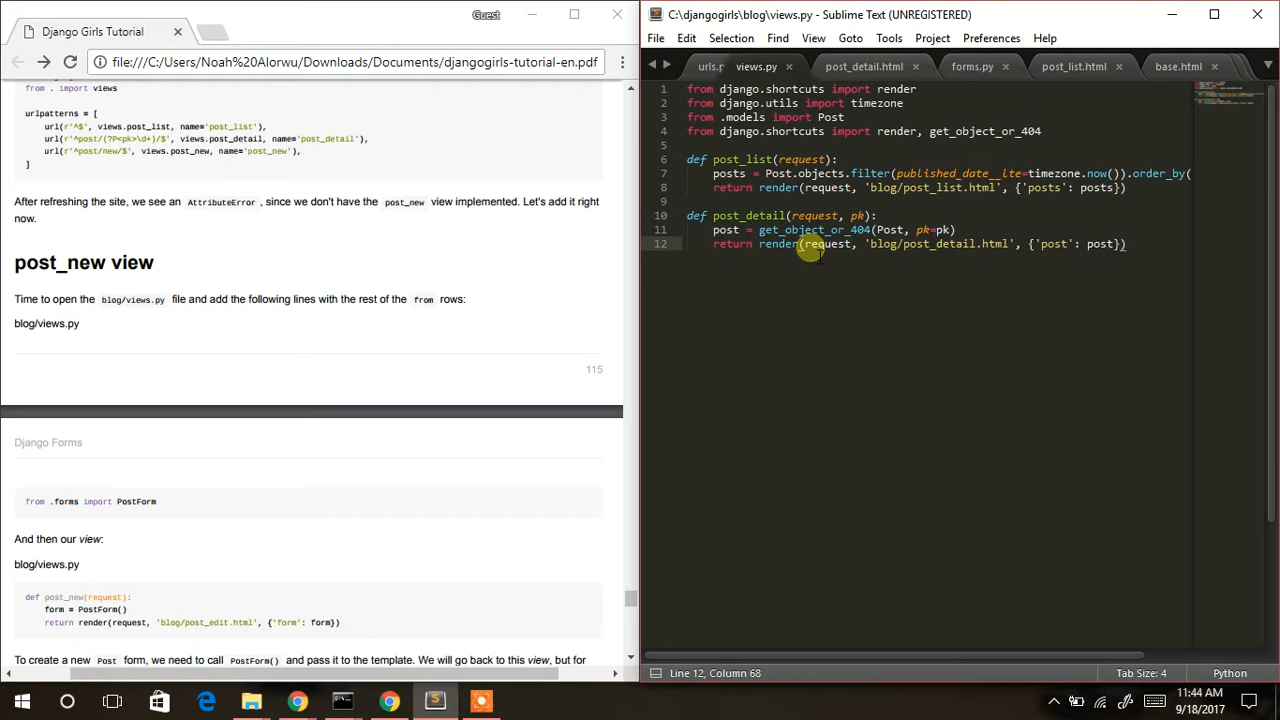 Guest
Django Girls Tutorial
file:///C:/Users/Noah%20Alorwu/Downloads/Documents/djangogirls-tutorial-en.pdf
from . import views
urlpatterns = [
url(r'^$', views.post_list, name='post_list'),
url(r'^post/(?P<pk>\d+)/$', views.post_detail, name='post_detail'),
url(r'^post/new/$', views.post_new, name='post_new'),
]
After refreshing the site, we see an AttributeError , since we don't have the post_new view implemented. Let's add it right
now.
post_new view
Time to open the blog/views.py file and add the following lines with the rest of the from rows:
blog/views.py
115
Django Forms
from .forms import PostForm
And then our view:
blog/views.py
def post_new(request):
form = PostForm()
return render(request, 'blog/post_edit.html', {'form': form})
To create a new Post form, we need to call PostForm() and pass it to the template. We will go back to this view, but for
C:\djangogirls\blog\views.py - Sublime Text (UNREGISTERED)
File Edit Selection Find View Goto Tools Project Preferences Help
urls.p views.py post_detail.html forms.py post_list.html base.html
1 from django.shortcuts import render
2 from django.utils import timezone
3 from .models import Post
4 from django.shortcuts import render, get_object_or_404
5
6 def post_list(request):
7 posts = Post.objects.filter(published_date__lte=timezone.now()).order_by(
8 return render(request, 'blog/post_list.html', {'posts': posts})
9
10 def post_detail(request, pk):
11 post = get_object_or_404(Post, pk=pk)
12 return render(request, 'blog/post_detail.html', {'post': post})
Line 12, Column 68 Tab Size: 4 Python
11:44 AM
9/18/2017